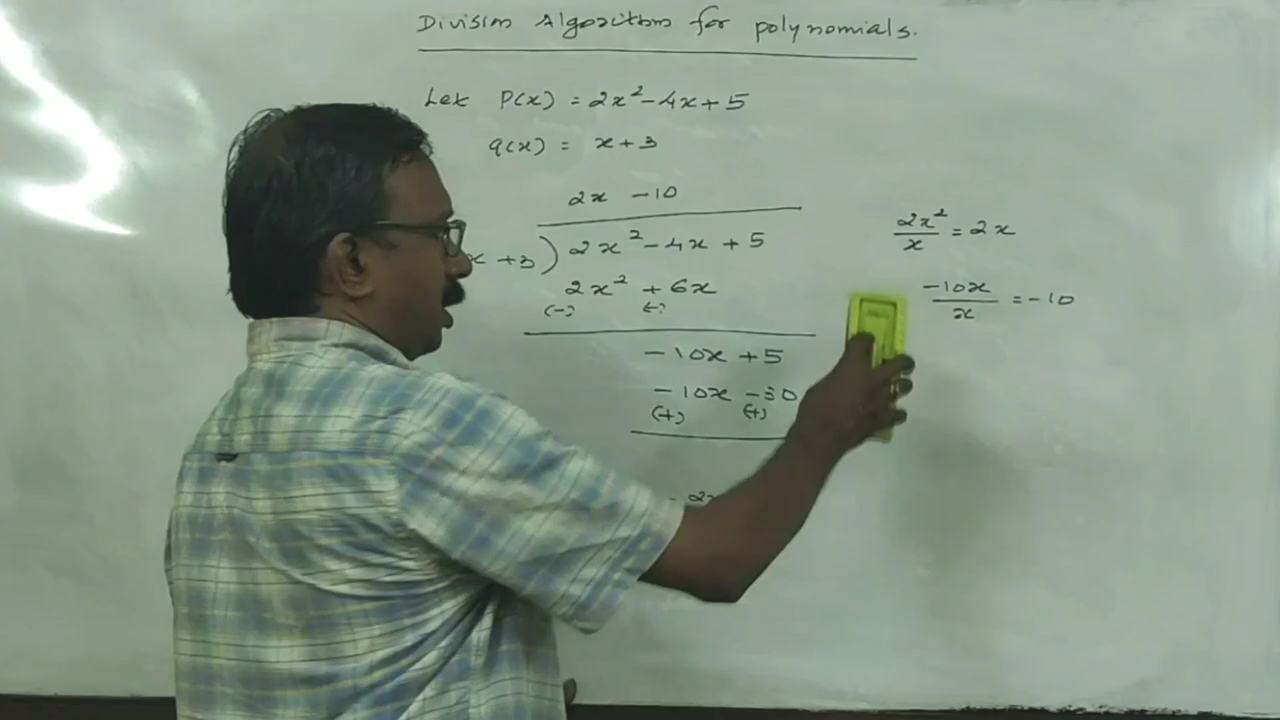 Division Algorithm for polynomials.
Let P(x) = 2x² - 4x + 5
q(x) = x + 3
2x - 10
x + 3 ) 2x² - 4x + 5
2x² + 6x
(-) (-)
- 10x + 5
- 10x - 30
(+) (+)
2x²/x = 2x
-10x/x = -10